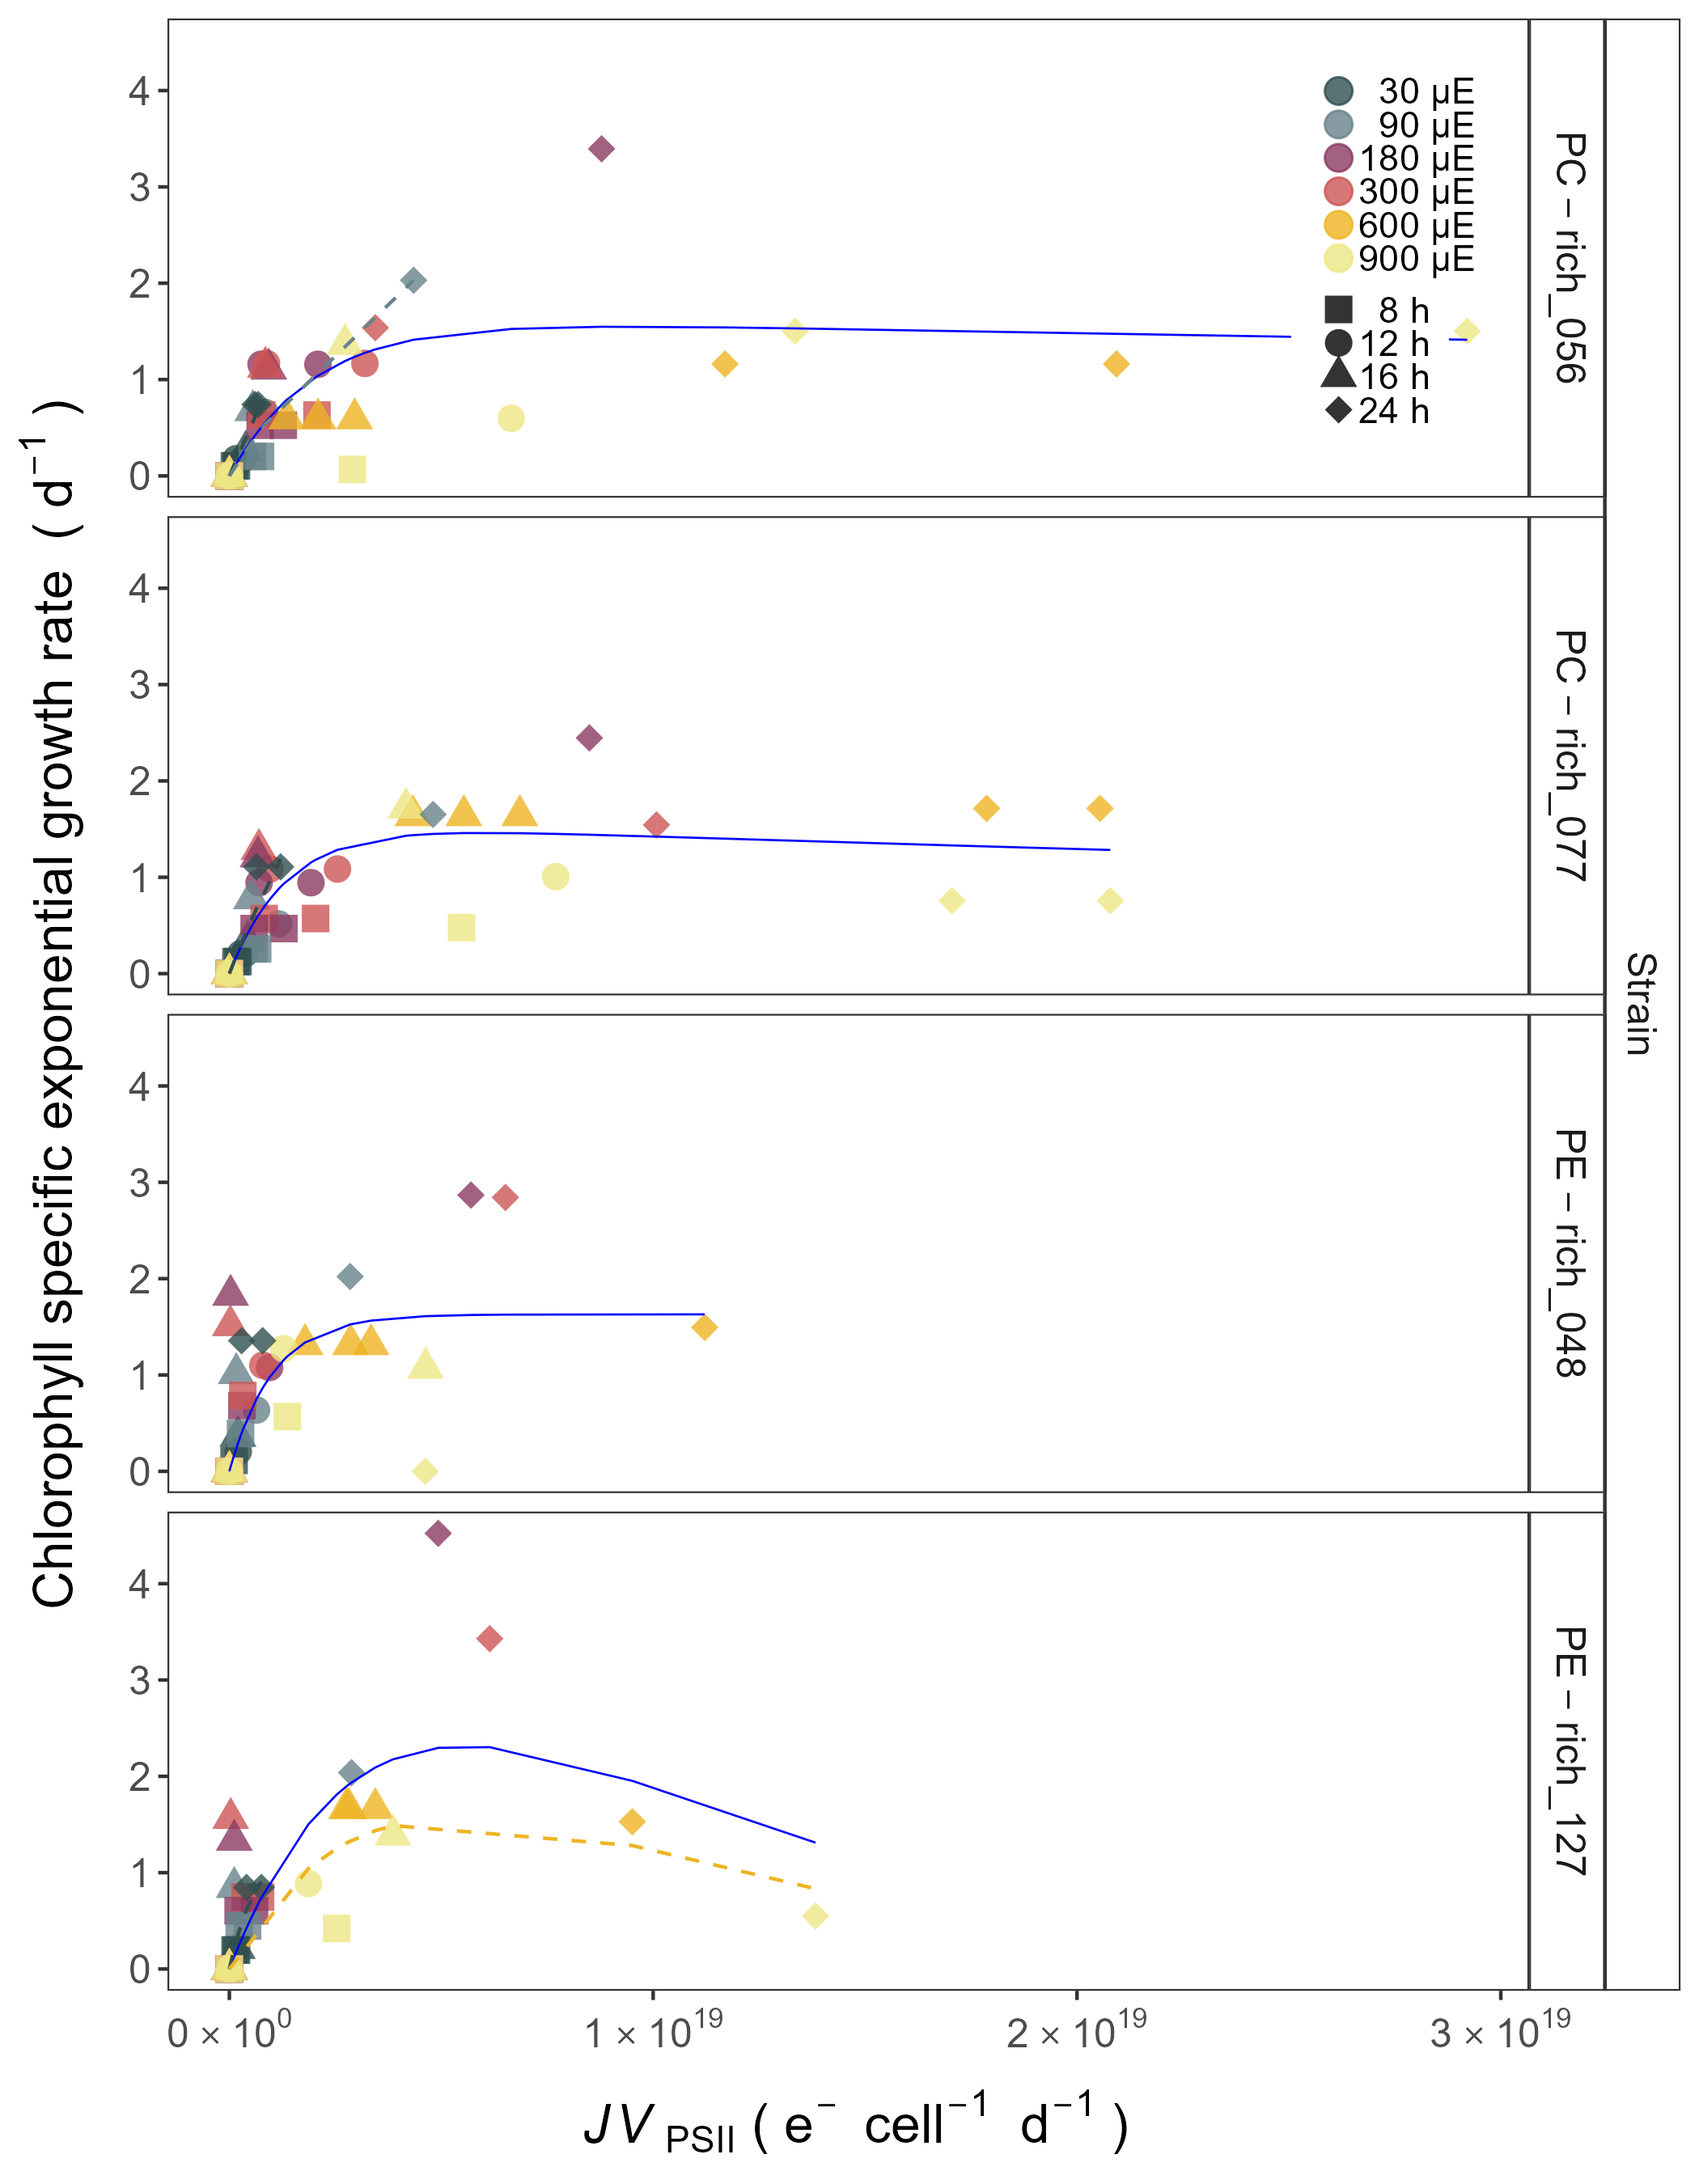 Chlorophyll specific exponential growth rate ( d⁻¹ )
4
3
2
1
0
30 µE
90 µE
180 µE
300 µE
600 µE
900 µE
8 h
12 h
16 h
24 h
PC − rich_056
4
3
2
1
0
PC − rich_077
4
3
2
1
0
PE − rich_048
4
3
2
1
0
PE − rich_127
Strain
0 × 10⁰
1 × 10¹⁹
2 × 10¹⁹
3 × 10¹⁹
JV PSII ( e⁻ cell⁻¹ d⁻¹ )